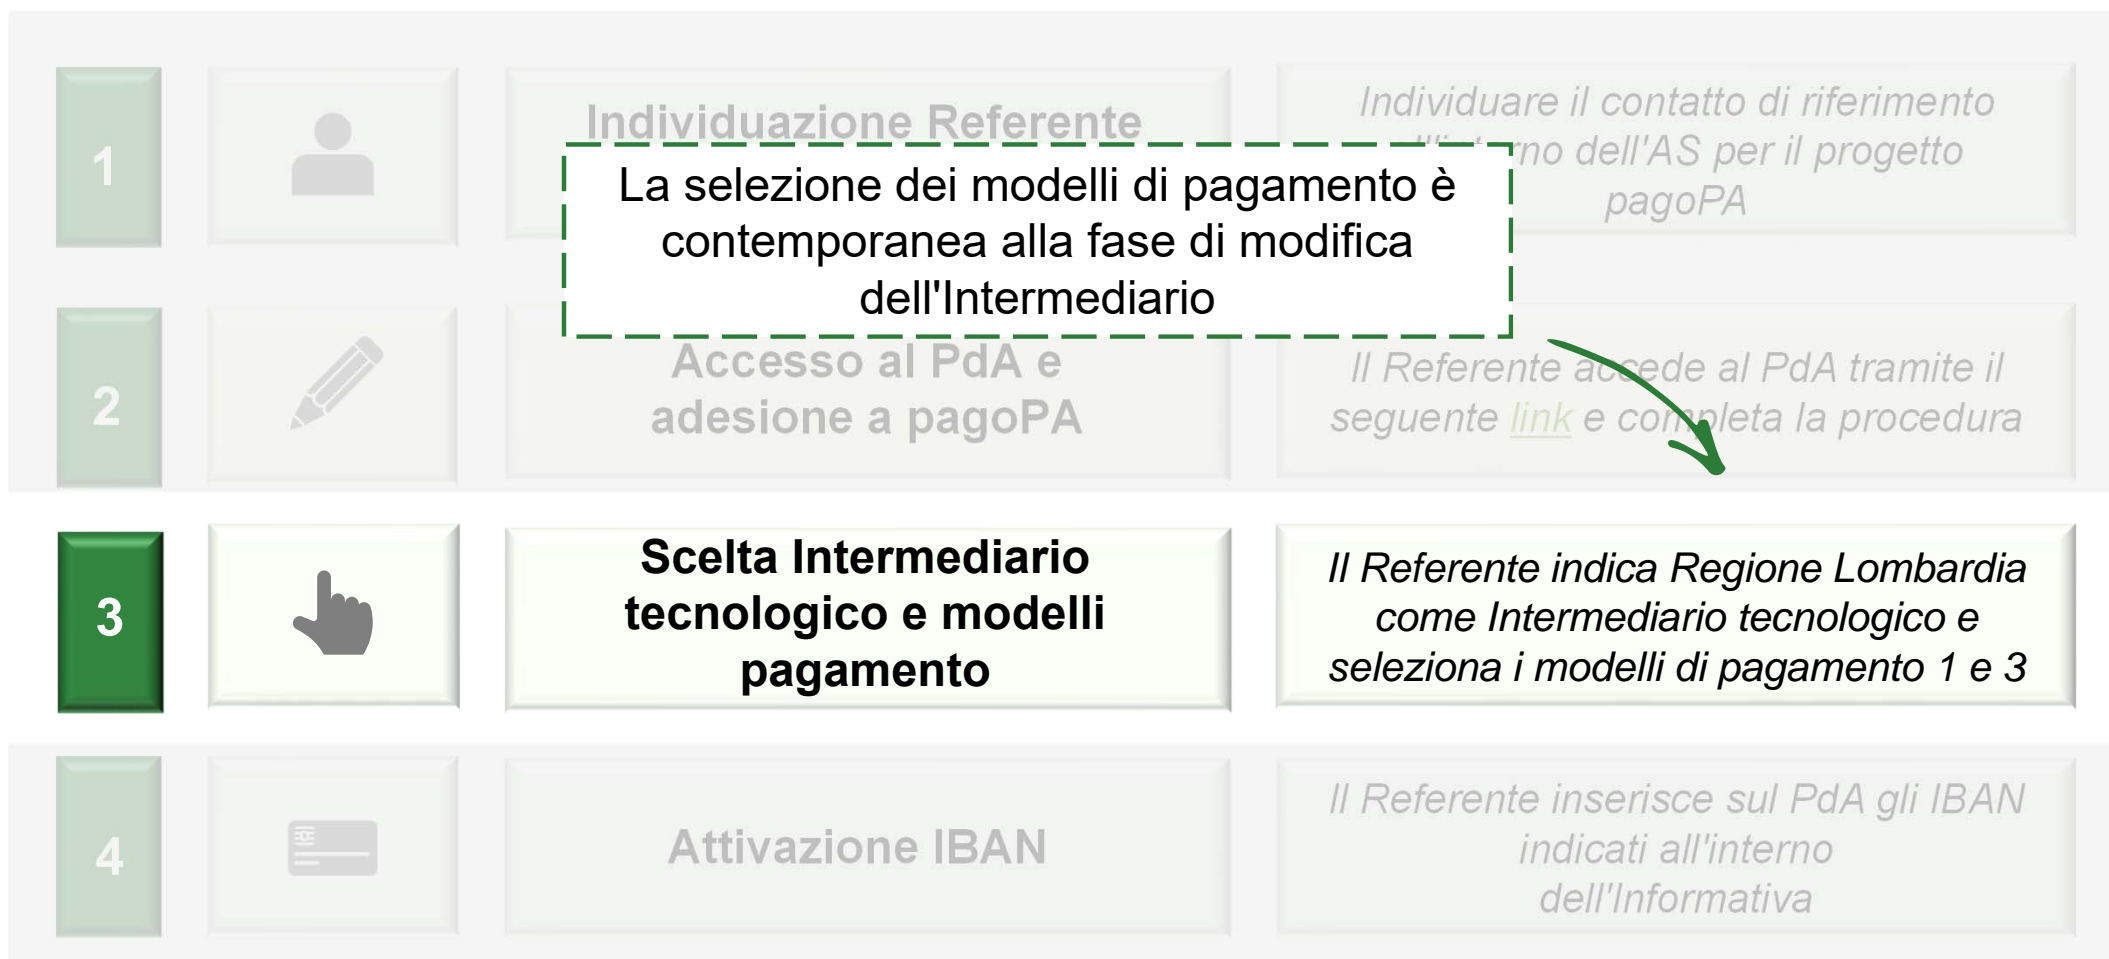 1
Individuazione Referente
Individuare il contatto di riferimento
dell'AS per il progetto
pagoPA
La selezione dei modelli di pagamento è
contemporanea alla fase di modifica
dell'Intermediario
2
Accesso al PdA e
adesione a pagoPA
Il Referente accede al PdA tramite il
seguente link e completa la procedura
3
Scelta Intermediario
tecnologico e modelli
pagamento
Il Referente indica Regione Lombardia
come Intermediario tecnologico e
seleziona i modelli di pagamento 1 e 3
4
Attivazione IBAN
Il Referente inserisce sul PdA gli IBAN
indicati all'interno
dell'Informativa